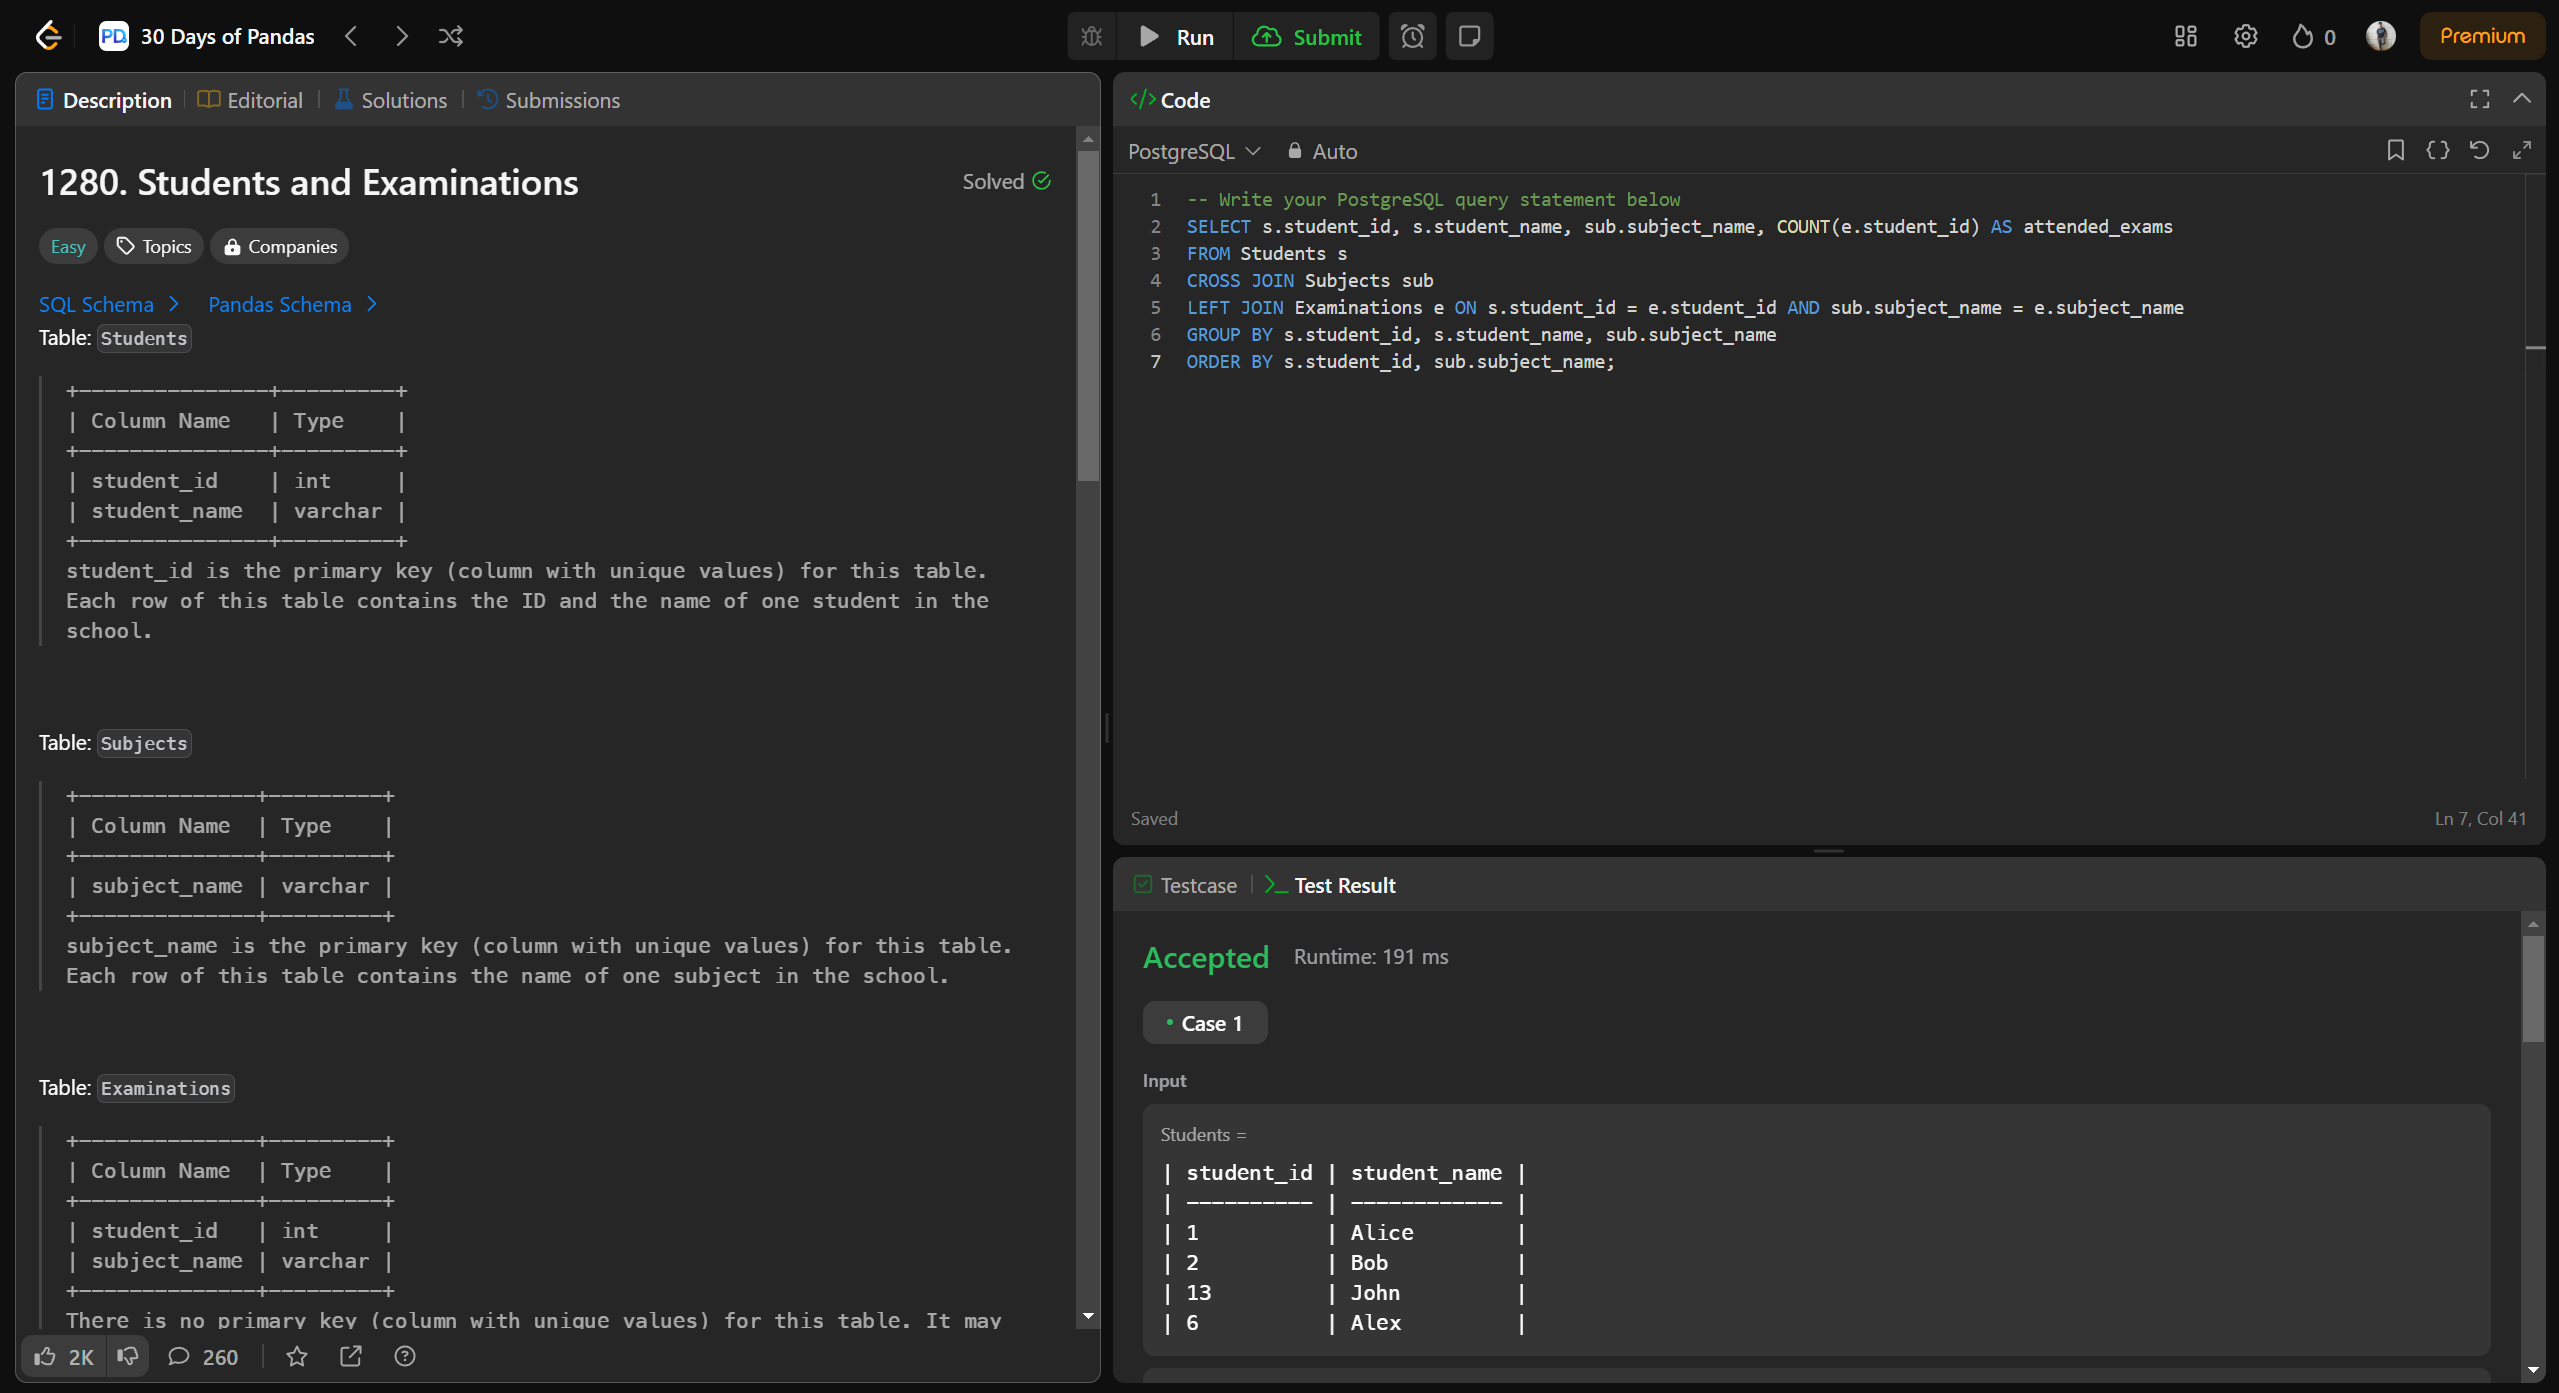 PD 30 Days of Pandas
Run
Submit
0
Premium
Description
Editorial
Solutions
Submissions
1280. Students and Examinations
Solved
Easy
Topics
Companies
SQL Schema
Pandas Schema
Table: Students
+---------------+---------+
| Column Name   | Type    |
+---------------+---------+
| student_id    | int     |
| student_name  | varchar |
+---------------+---------+
student_id is the primary key (column with unique values) for this table.
Each row of this table contains the ID and the name of one student in the
school.
Table: Subjects
+--------------+---------+
| Column Name  | Type    |
+--------------+---------+
| subject_name | varchar |
+--------------+---------+
subject_name is the primary key (column with unique values) for this table.
Each row of this table contains the name of one subject in the school.
Table: Examinations
+--------------+---------+
| Column Name  | Type    |
+--------------+---------+
| student_id   | int     |
| subject_name | varchar |
+--------------+---------+
There is no primary key (column with unique values) for this table. It may
2K
260
</> Code
PostgreSQL
Auto
1 -- Write your PostgreSQL query statement below
2 SELECT s.student_id, s.student_name, sub.subject_name, COUNT(e.student_id) AS attended_exams
3 FROM Students s
4 CROSS JOIN Subjects sub
5 LEFT JOIN Examinations e ON s.student_id = e.student_id AND sub.subject_name = e.subject_name
6 GROUP BY s.student_id, s.student_name, sub.subject_name
7 ORDER BY s.student_id, sub.subject_name;
Saved
Ln 7, Col 41
Testcase
Test Result
Accepted
Runtime: 191 ms
Case 1
Input
Students =
| student_id | student_name |
| ---------- | ------------ |
| 1          | Alice        |
| 2          | Bob          |
| 13         | John         |
| 6          | Alex         |